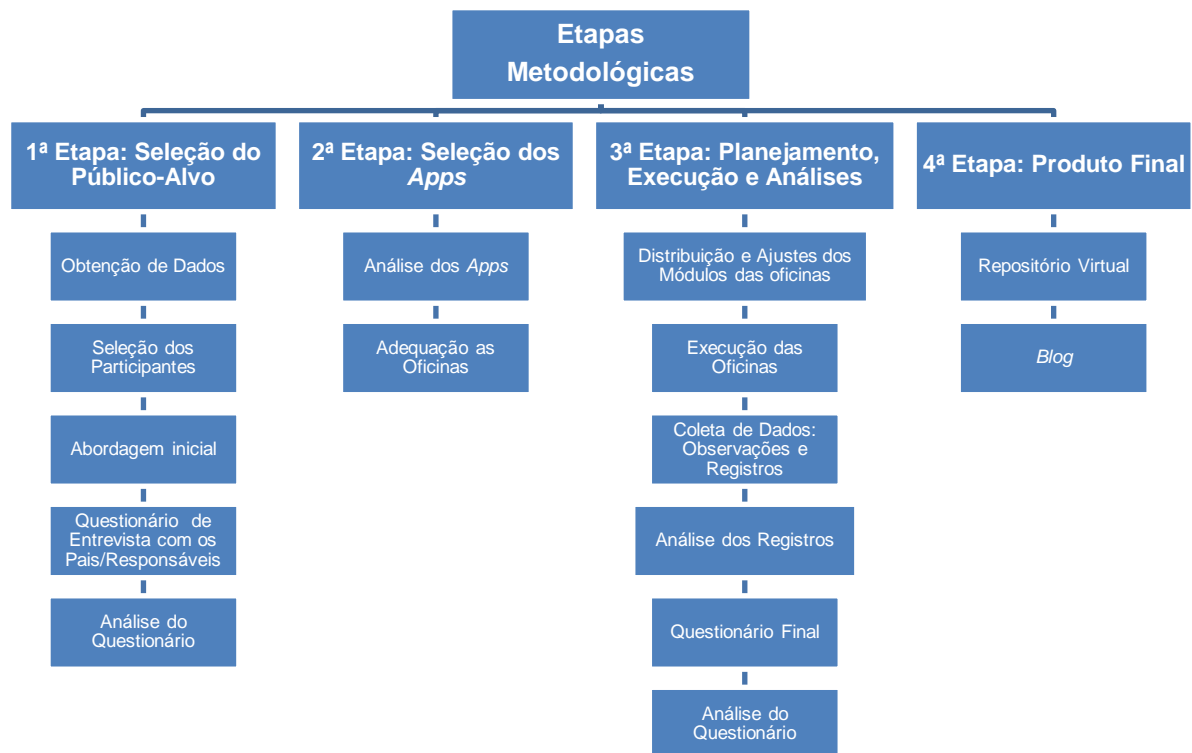 Etapas
Metodológicas
1ª Etapa: Seleção do
Público-Alvo
Obtenção de Dados
Seleção dos
Participantes
Abordagem inicial
Questionário de
Entrevista com os
Pais/Responsáveis
Análise do
Questionário
2ª Etapa: Seleção dos
Apps
Análise dos Apps
Adequação as
Oficinas
3ª Etapa: Planejamento,
Execução e Análises
Distribuição e Ajustes dos
Módulos das oficinas
Execução das
Oficinas
Coleta de Dados:
Observações e
Registros
Análise dos Registros
Questionário Final
Análise do
Questionário
4ª Etapa: Produto Final
Repositório Virtual
Blog